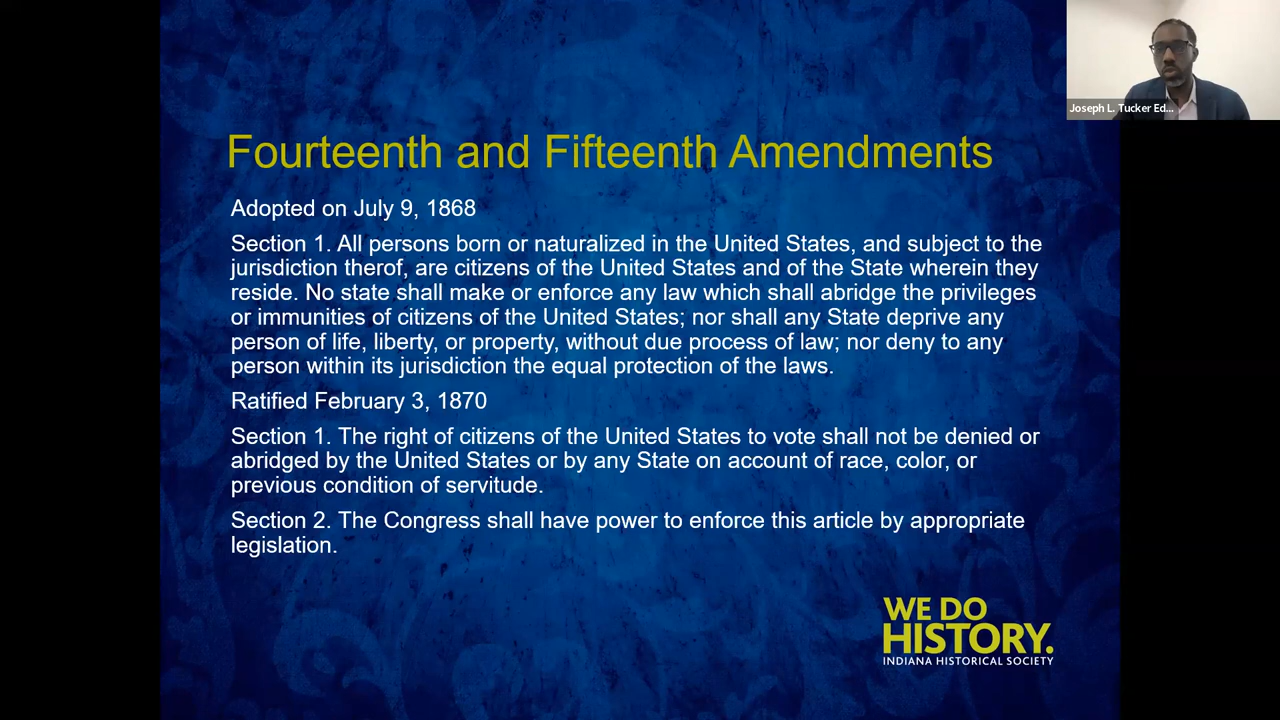 Joseph L. Tucker Ed...
Fourteenth and Fifteenth Amendments
Adopted on July 9, 1868
Section 1. All persons born or naturalized in the United States, and subject to the
jurisdiction therof, are citizens of the United States and of the State wherein they
reside. No state shall make or enforce any law which shall abridge the privileges
or immunities of citizens of the United States; nor shall any State deprive any
person of life, liberty, or property, without due process of law; nor deny to any
person within its jurisdiction the equal protection of the laws.
Ratified February 3, 1870
Section 1. The right of citizens of the United States to vote shall not be denied or
abridged by the United States or by any State on account of race, color, or
previous condition of servitude.
Section 2. The Congress shall have power to enforce this article by appropriate
legislation.
WE DO
HISTORY.
INDIANA HISTORICAL SOCIETY